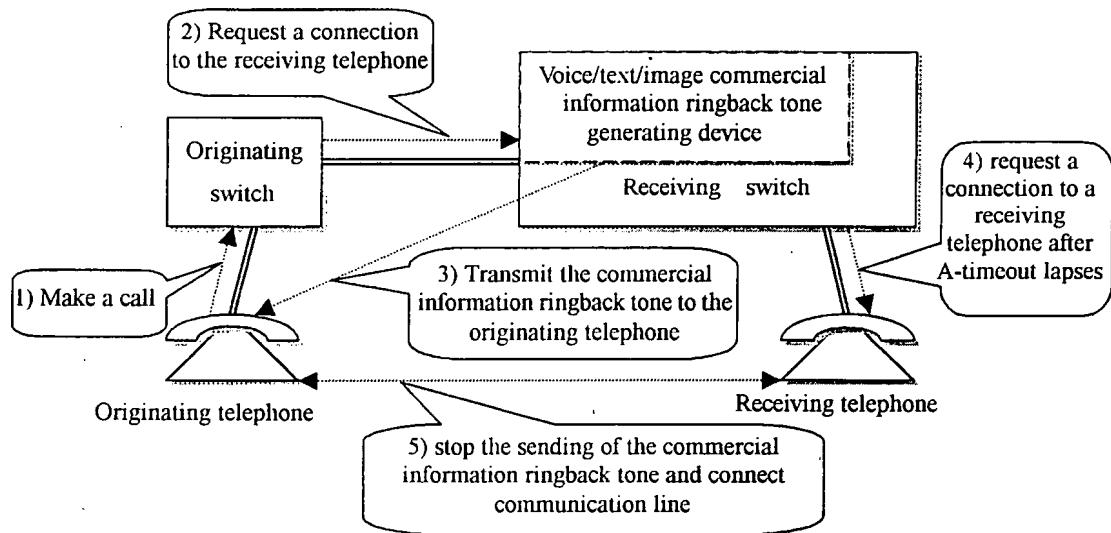 2) Request a connection
to the receiving telephone
Voice/text/image commercial
information ringback tone
generating device
Originating
switch
Receiving switch
4) request a
connection to a
receiving
telephone after
A-timeout lapses
1) Make a call
3) Transmit the commercial
information ringback tone to the
originating telephone
Originating telephone
Receiving telephone
5) stop the sending of the commercial
information ringback tone and connect
communication line